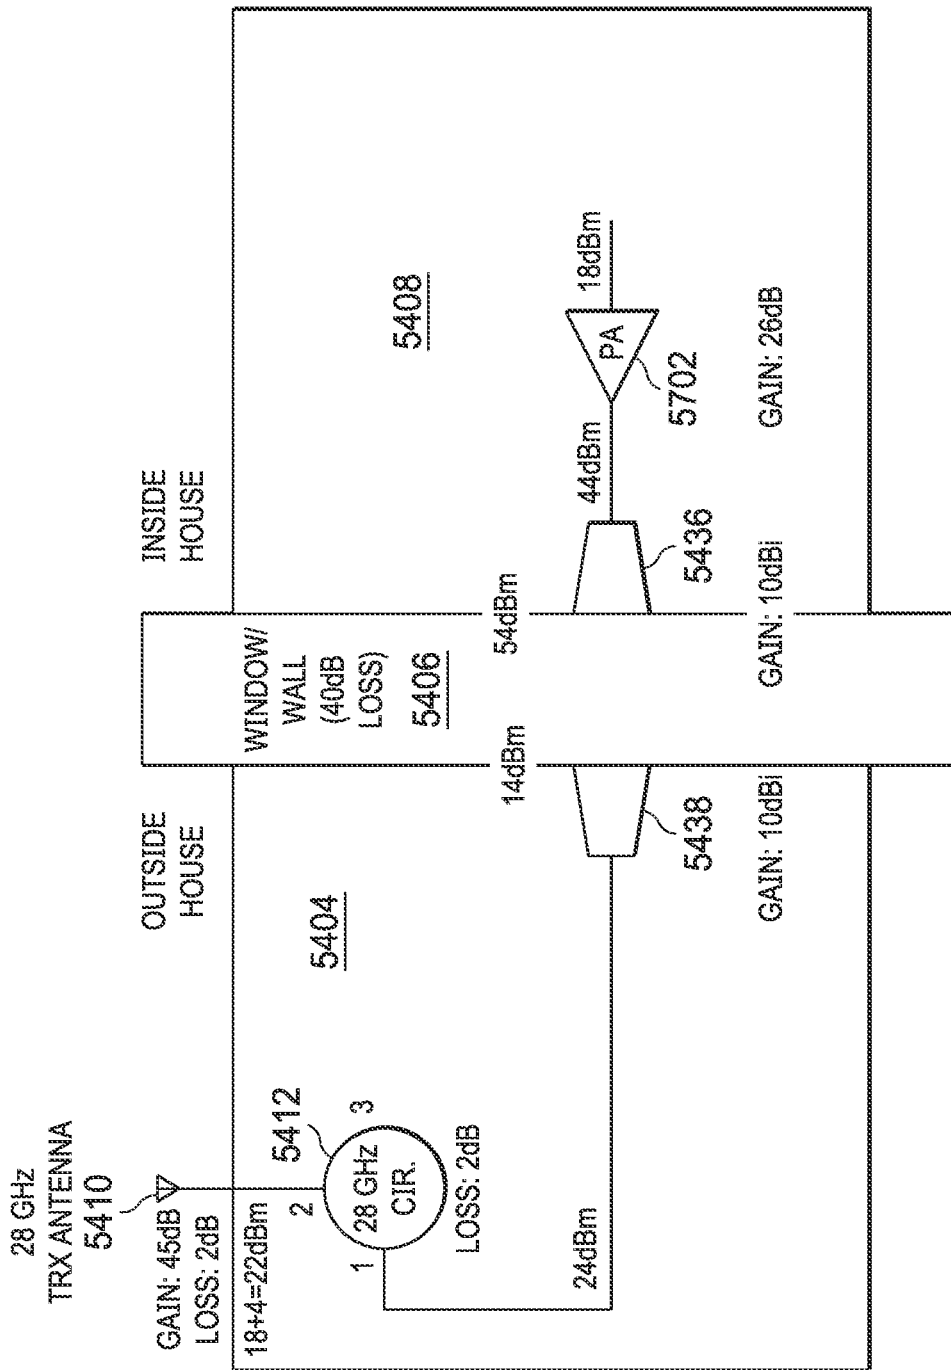 28 GHz
TRX ANTENNA
5410
GAIN: 45dB
LOSS: 2dB
18+4=22dBm
2
1
3
28 GHz
CIR.
5412
LOSS: 2dB
24dBm
OUTSIDE
HOUSE
5404
14dBm
5438
GAIN: 10dBi
WINDOW/
WALL
(40dB
LOSS)
5406
54dBm
INSIDE
HOUSE
5408
5436
GAIN: 10dBi
44dBm
PA
5702
18dBm
GAIN: 26dB